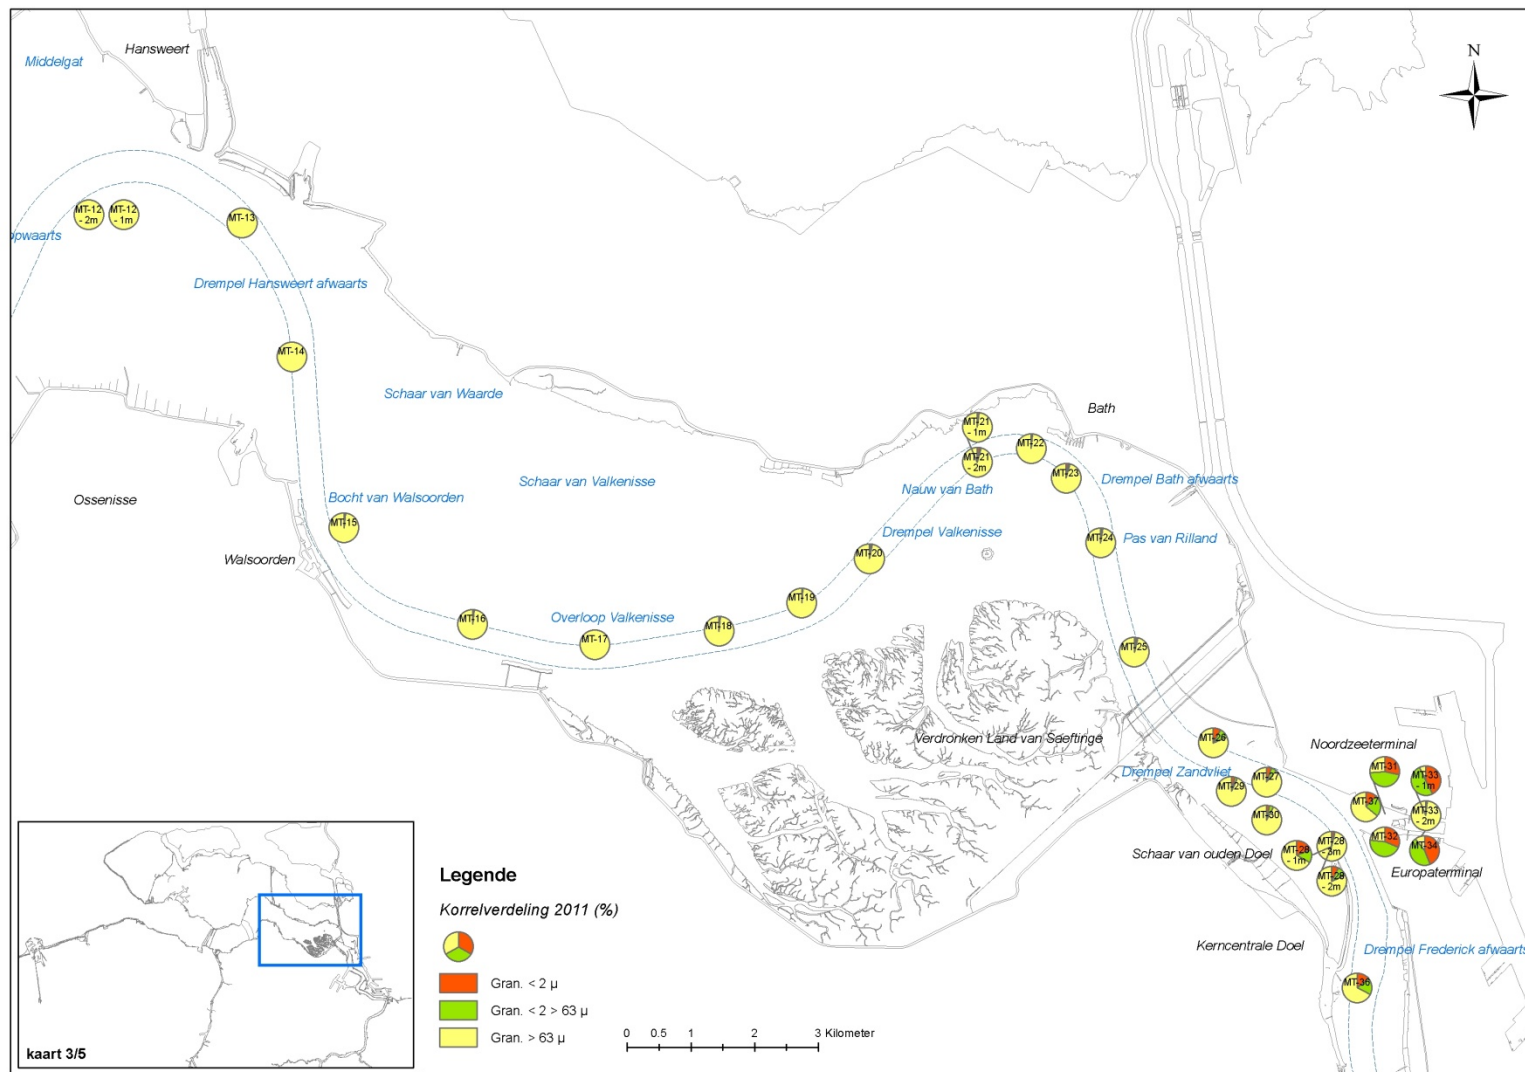 Hansweert
Middelgat
N
MT-12
- 2m
MT-12
- 1m
MT-13
opwaarts
Drempel Hansweert afwaarts
MT-14
Schaar van Waarde
Bath
MT-21
- 1m
MT-22
MT-21
- 2m
MT-23
Drempel Bath afwaarts
Schaar van Valkenisse
Nauw van Bath
Ossenisse
Bocht van Walsoorden
MT-15
Drempel Valkenisse
MT-24
Pas van Rilland
Walsoorden
MT-20
MT-19
MT-16
Overloop Valkenisse
MT-18
MT-17
MT-25
Verdronken Land van Saeftinge
MT-26
Noordzeeterminal
Drempel Zandvliet
MT-27
MT-29
MT-31
MT-33
- 1m
MT-37
MT-30
MT-33
- 2m
MT-32
MT-34
Schaar van ouden Doel
MT-28
- 1m
MT-28
- 3m
MT-28
- 2m
Europaterminal
Kerncentrale Doel
Drempel Frederick afwaarts
MT-36
Legende
Korrelverdeling 2011 (%)
Gran. < 2 µ
Gran. < 2 > 63 µ
Gran. > 63 µ
0 0.5 1 2 3 Kilometer
kaart 3/5